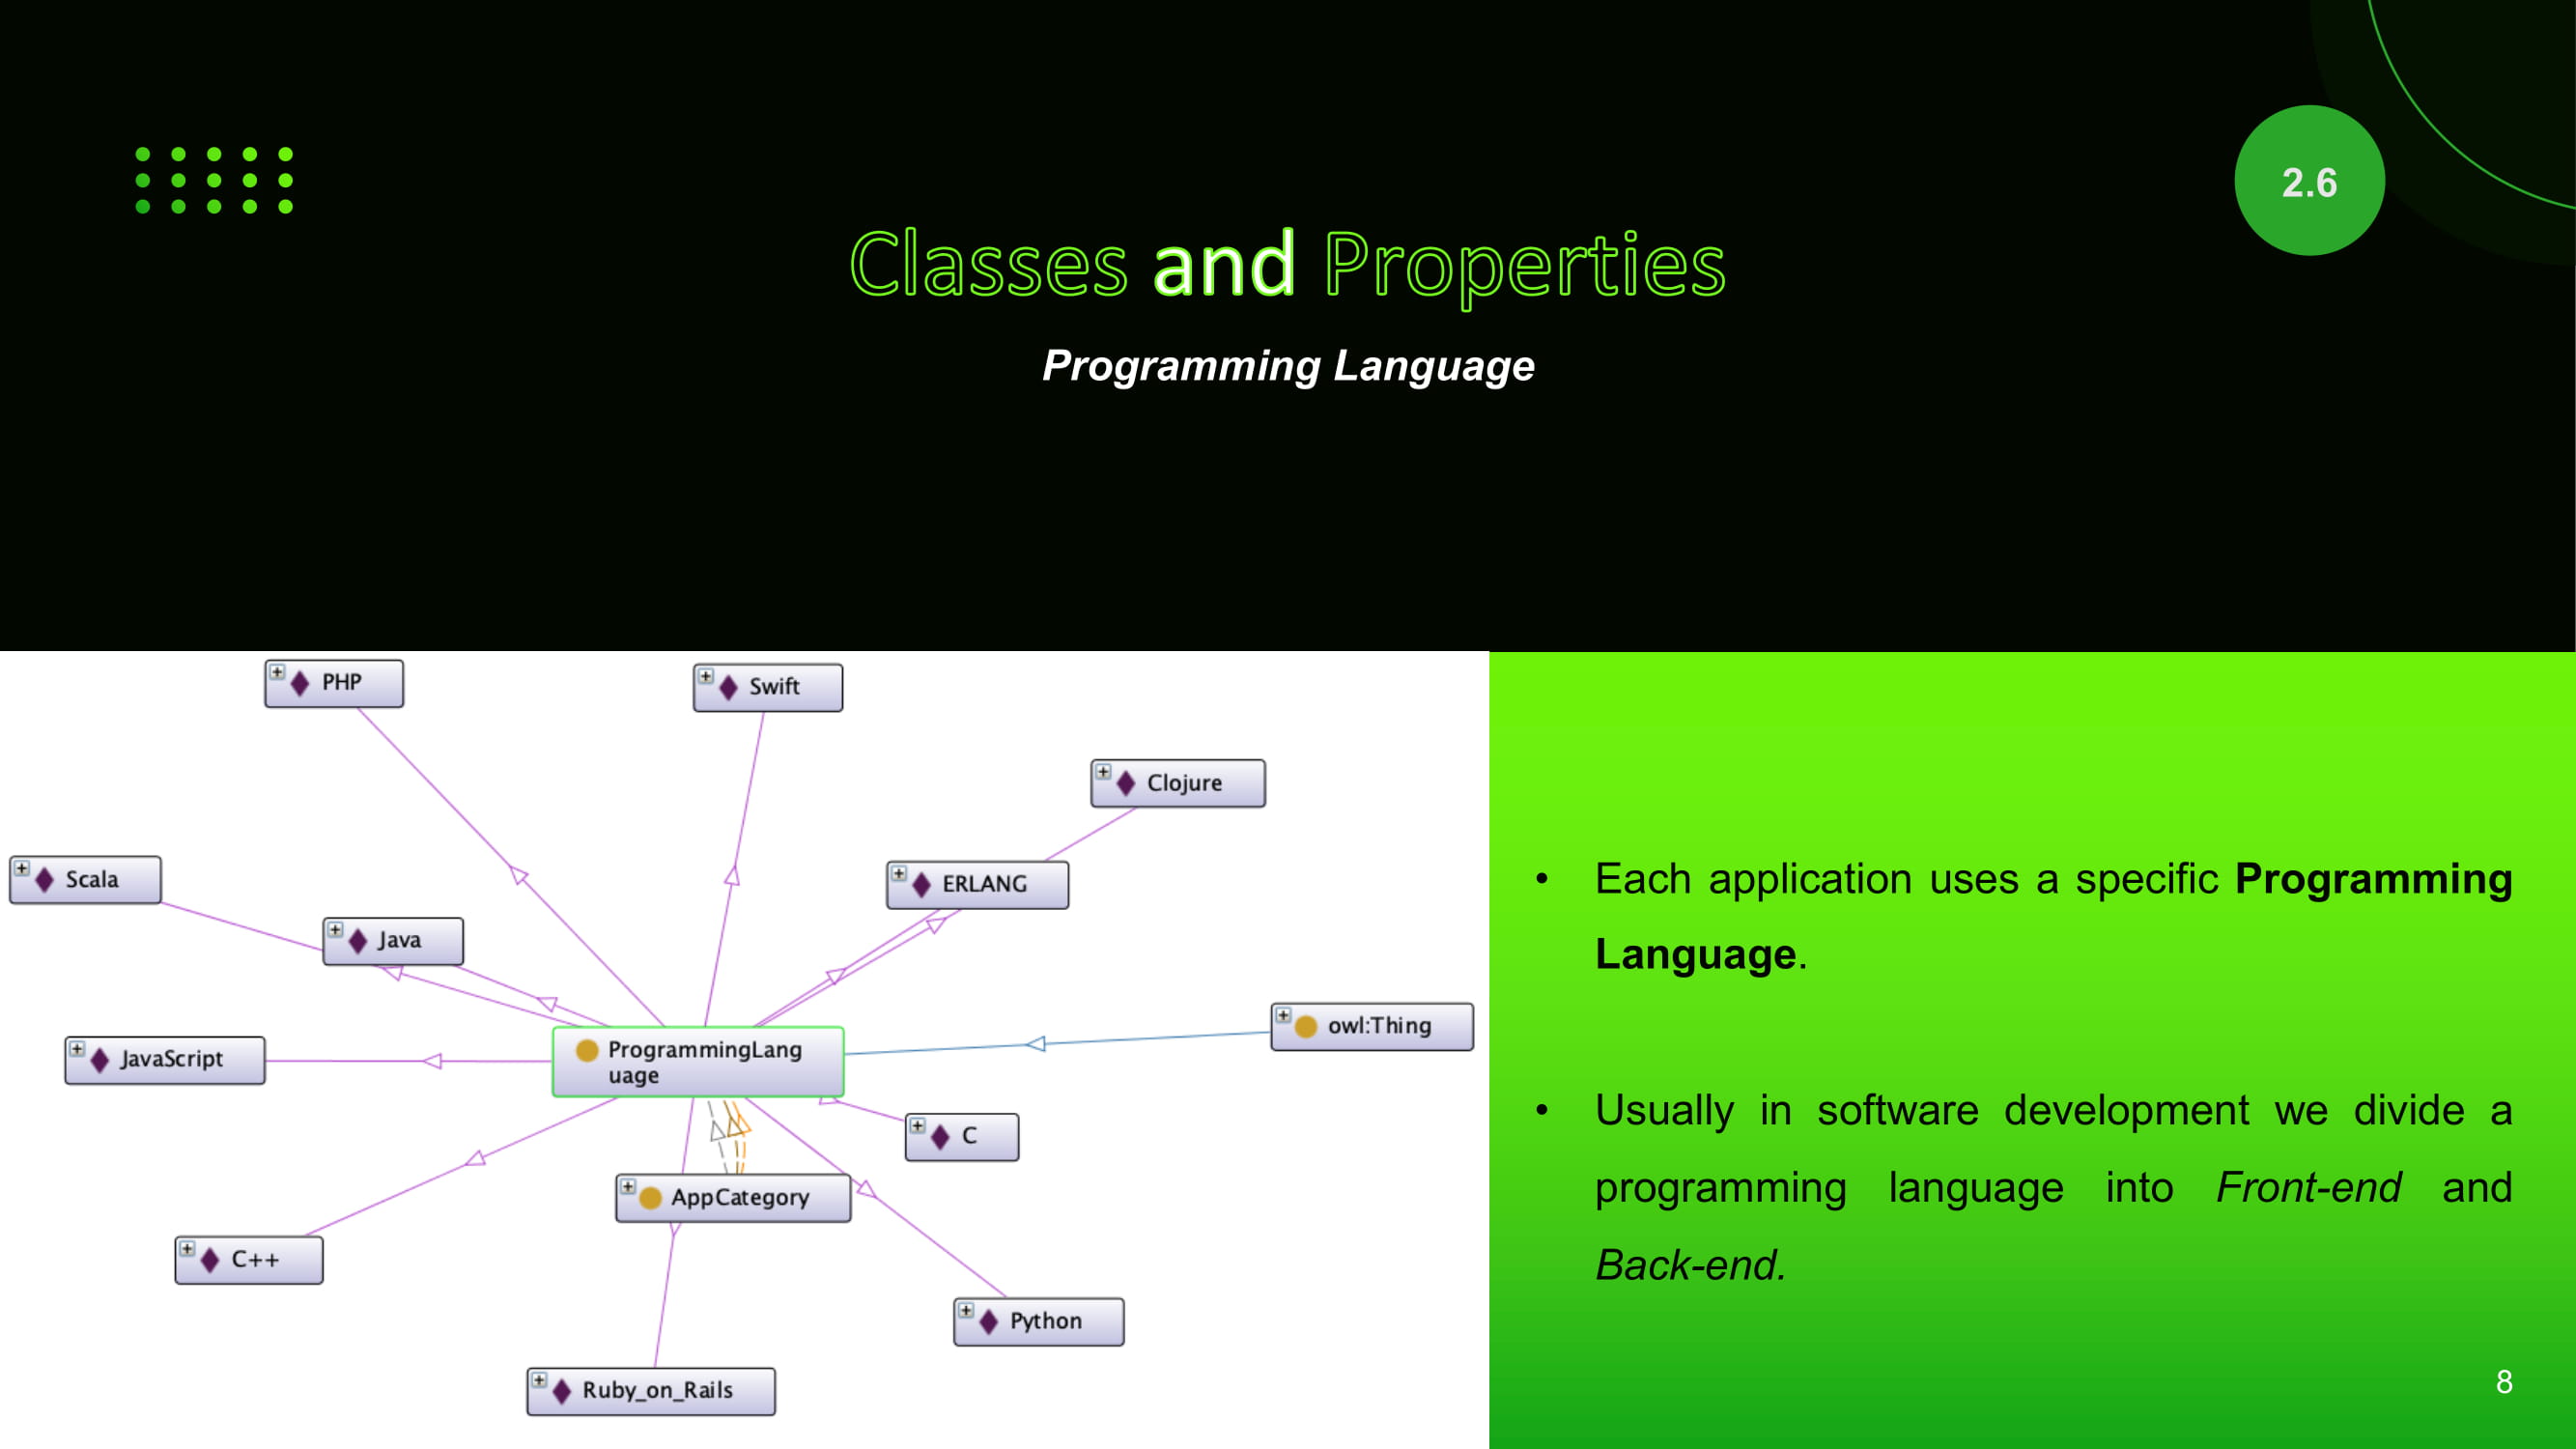 2.6
Classes and Properties
Programming Language
PHP
Swift
Clojure
Scala
ERLANG
Java
owl:Thing
JavaScript
ProgrammingLang
uage
C
AppCategory
C++
Python
Ruby_on_Rails
• Each application uses a specific Programming
Language.
• Usually in software development we divide a
programming language into Front-end and
Back-end.
8